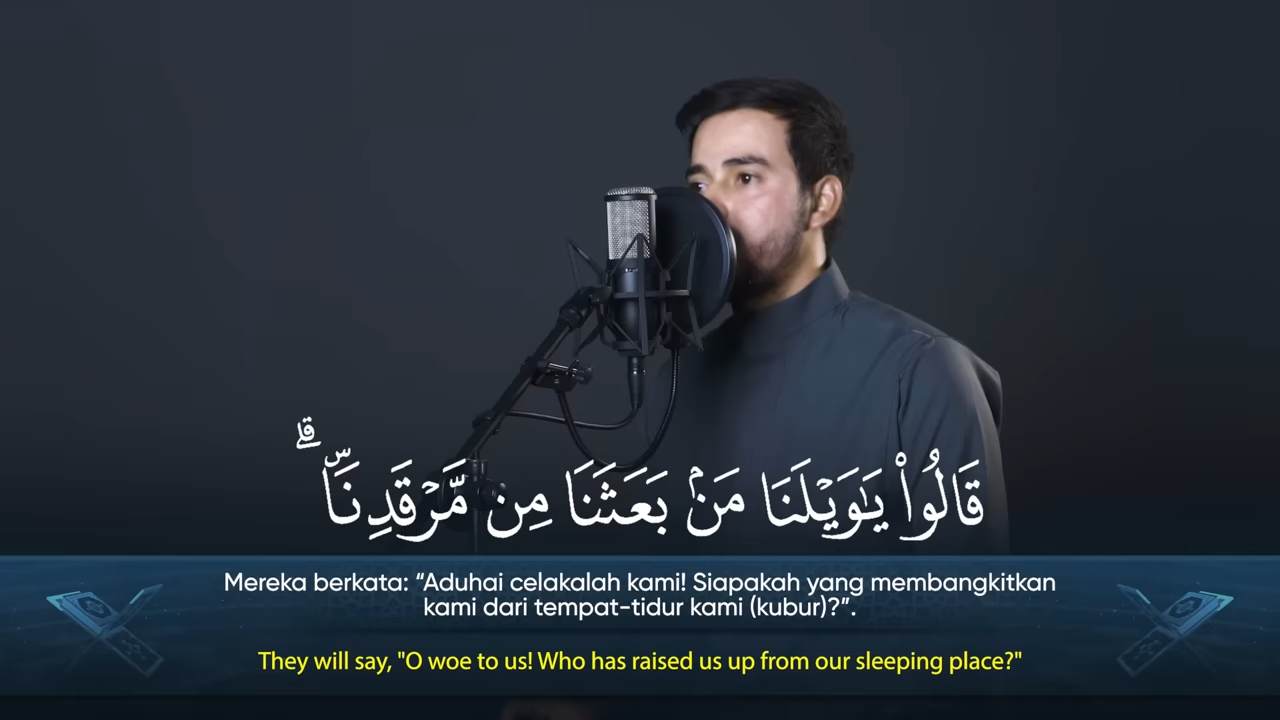 قَالُوا۟ يَـٰوَيْلَنَا مَنۢ بَعَثَنَا مِن مَّرْقَدِنَاۜ ۗ
Mereka berkata: “Aduhai celakalah kami! Siapakah yang membangkitkan
kami dari tempat-tidur kami (kubur)?”.
They will say, "O woe to us! Who has raised us up from our sleeping place?"